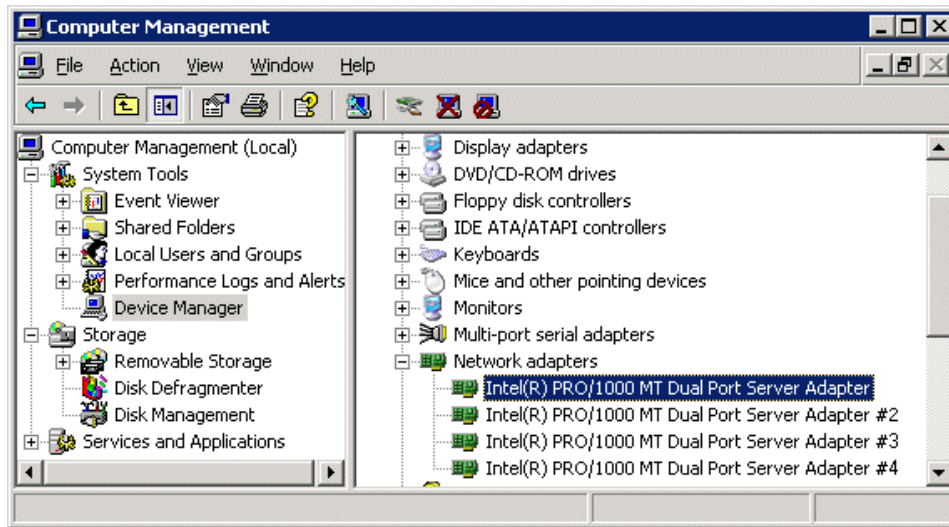 Computer Management
File Action View Window Help
Computer Management (Local)
System Tools
Event Viewer
Shared Folders
Local Users and Groups
Performance Logs and Alerts
Device Manager
Storage
Removable Storage
Disk Defragmenter
Disk Management
Services and Applications
Display adapters
DVD/CD-ROM drives
Floppy disk controllers
IDE ATA/ATAPI controllers
Keyboards
Mice and other pointing devices
Monitors
Multi-port serial adapters
Network adapters
Intel(R) PRO/1000 MT Dual Port Server Adapter
Intel(R) PRO/1000 MT Dual Port Server Adapter #2
Intel(R) PRO/1000 MT Dual Port Server Adapter #3
Intel(R) PRO/1000 MT Dual Port Server Adapter #4